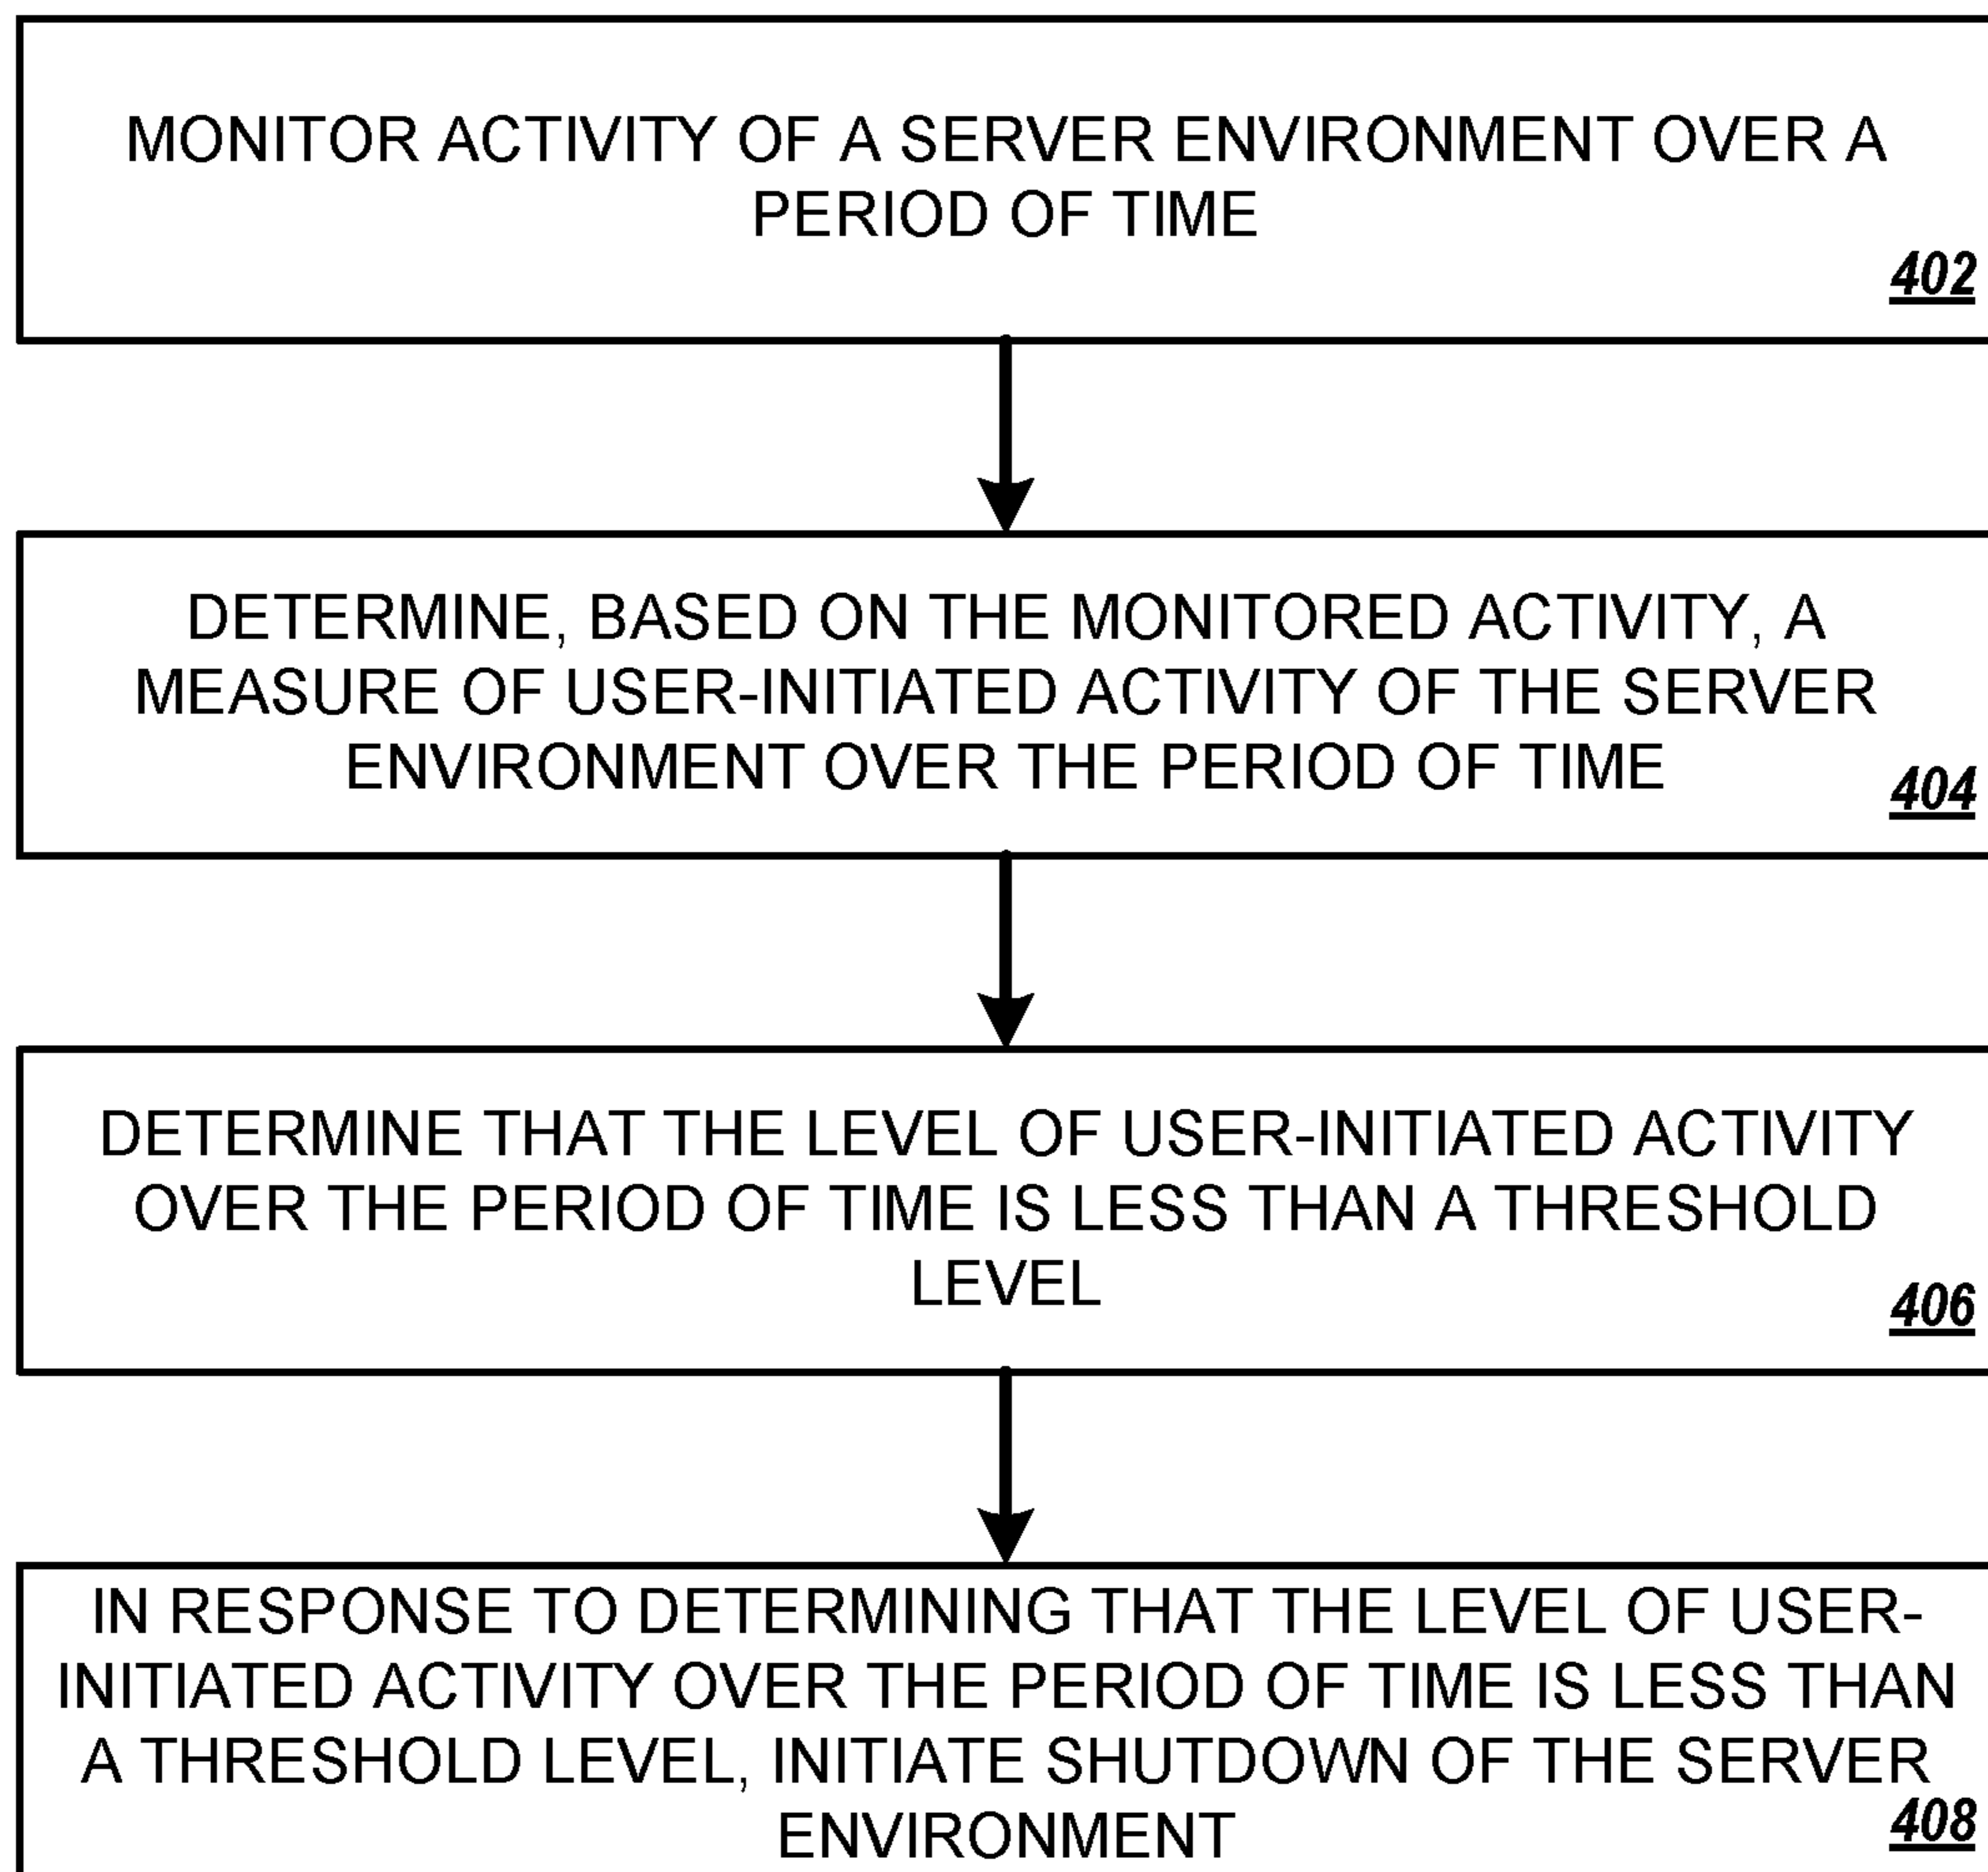 MONITOR ACTIVITY OF A SERVER ENVIRONMENT OVER A
PERIOD OF TIME
402
DETERMINE, BASED ON THE MONITORED ACTIVITY, A
MEASURE OF USER-INITIATED ACTIVITY OF THE SERVER
ENVIRONMENT OVER THE PERIOD OF TIME
404
DETERMINE THAT THE LEVEL OF USER-INITIATED ACTIVITY
OVER THE PERIOD OF TIME IS LESS THAN A THRESHOLD
LEVEL
406
IN RESPONSE TO DETERMINING THAT THE LEVEL OF USER-
INITIATED ACTIVITY OVER THE PERIOD OF TIME IS LESS THAN
A THRESHOLD LEVEL, INITIATE SHUTDOWN OF THE SERVER
ENVIRONMENT
408